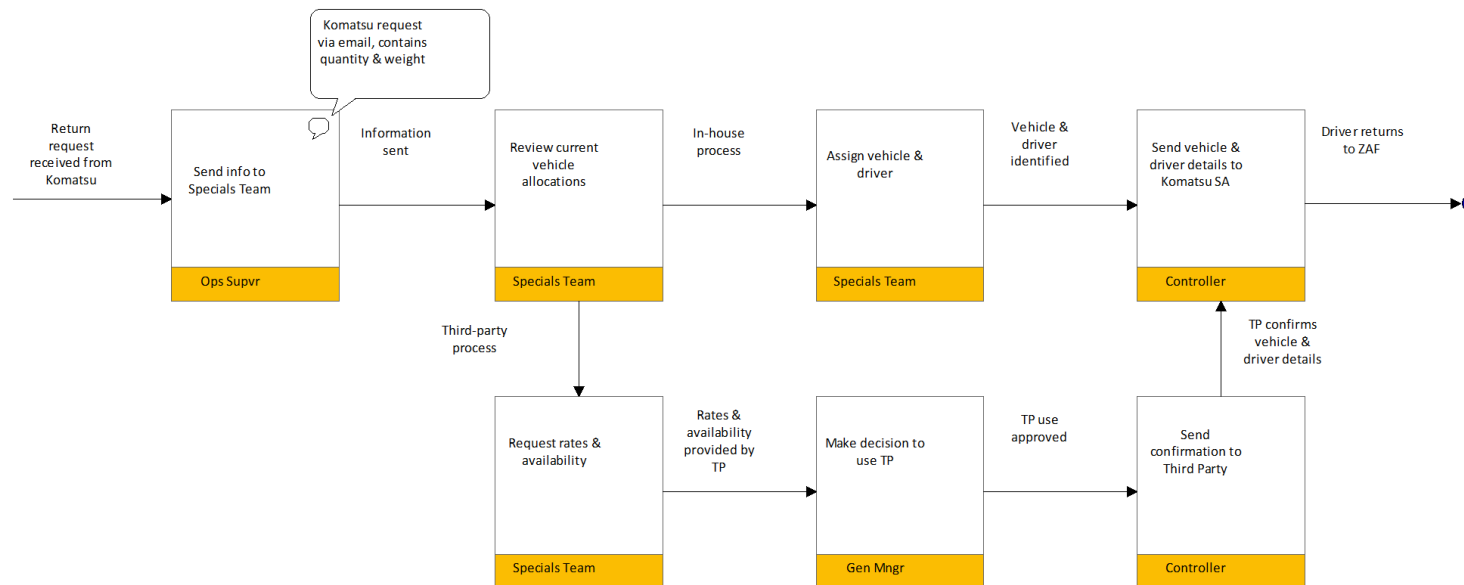 Komatsu request
via email, contains
quantity & weight
Return
request
received from
Komatsu
Send info to
Specials Team
Ops Supvr
Information
sent
Review current
vehicle
allocations
Specials Team
In-house
process
Assign vehicle &
driver
Specials Team
Vehicle &
driver
identified
Send vehicle &
driver details to
Komatsu SA
Controller
Driver returns
to ZAF
Third-party
process
TP confirms
vehicle &
driver details
Request rates &
availability
Specials Team
Rates &
availability
provided by
TP
Make decision to
use TP
Gen Mngr
TP use
approved
Send
confirmation to
Third Party
Controller